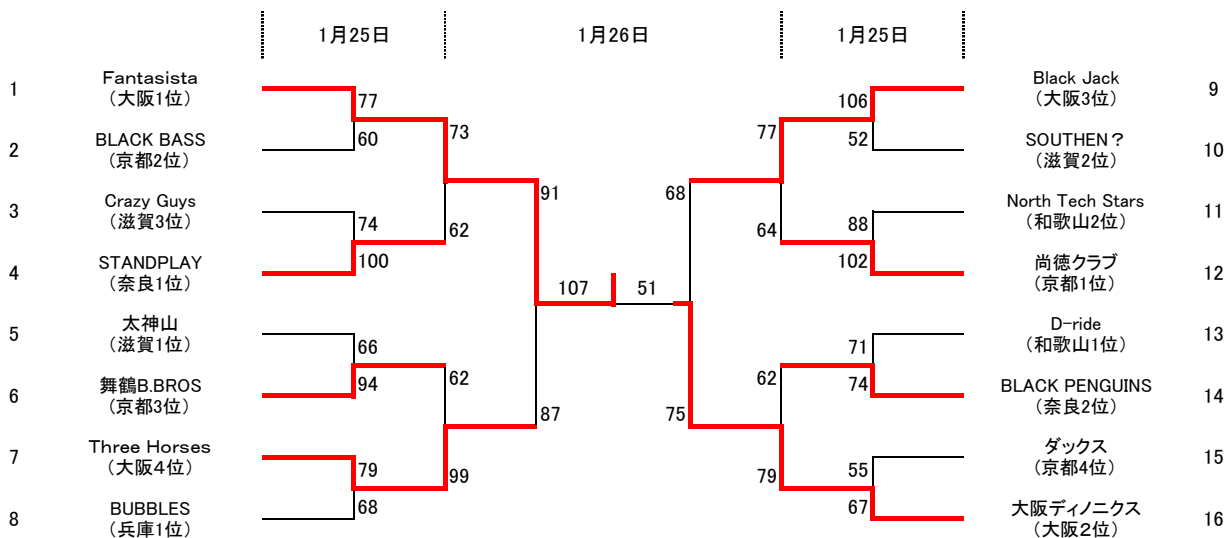 1月25日
1月26日
1月25日
1
Fantasista
（大阪1位）
2
BLACK BASS
（京都2位）
3
Crazy Guys
（滋賀3位）
4
STANDPLAY
（奈良1位）
5
太神山
（滋賀1位）
6
舞鶴B.BROS
（京都3位）
7
Three Horses
（大阪４位）
8
BUBBLES
（兵庫1位）
77
60
74
100
66
94
79
68
73
62
62
99
91
87
107
51
68
75
77
64
62
79
106
52
88
102
71
74
55
67
Black Jack
（大阪3位）
9
SOUTHEN？
（滋賀2位）
10
North Tech Stars
（和歌山2位）
11
尚徳クラブ
（京都1位）
12
D-ride
（和歌山1位）
13
BLACK PENGUINS
（奈良2位）
14
ダックス
（京都4位）
15
大阪ディノニクス
（大阪２位）
16